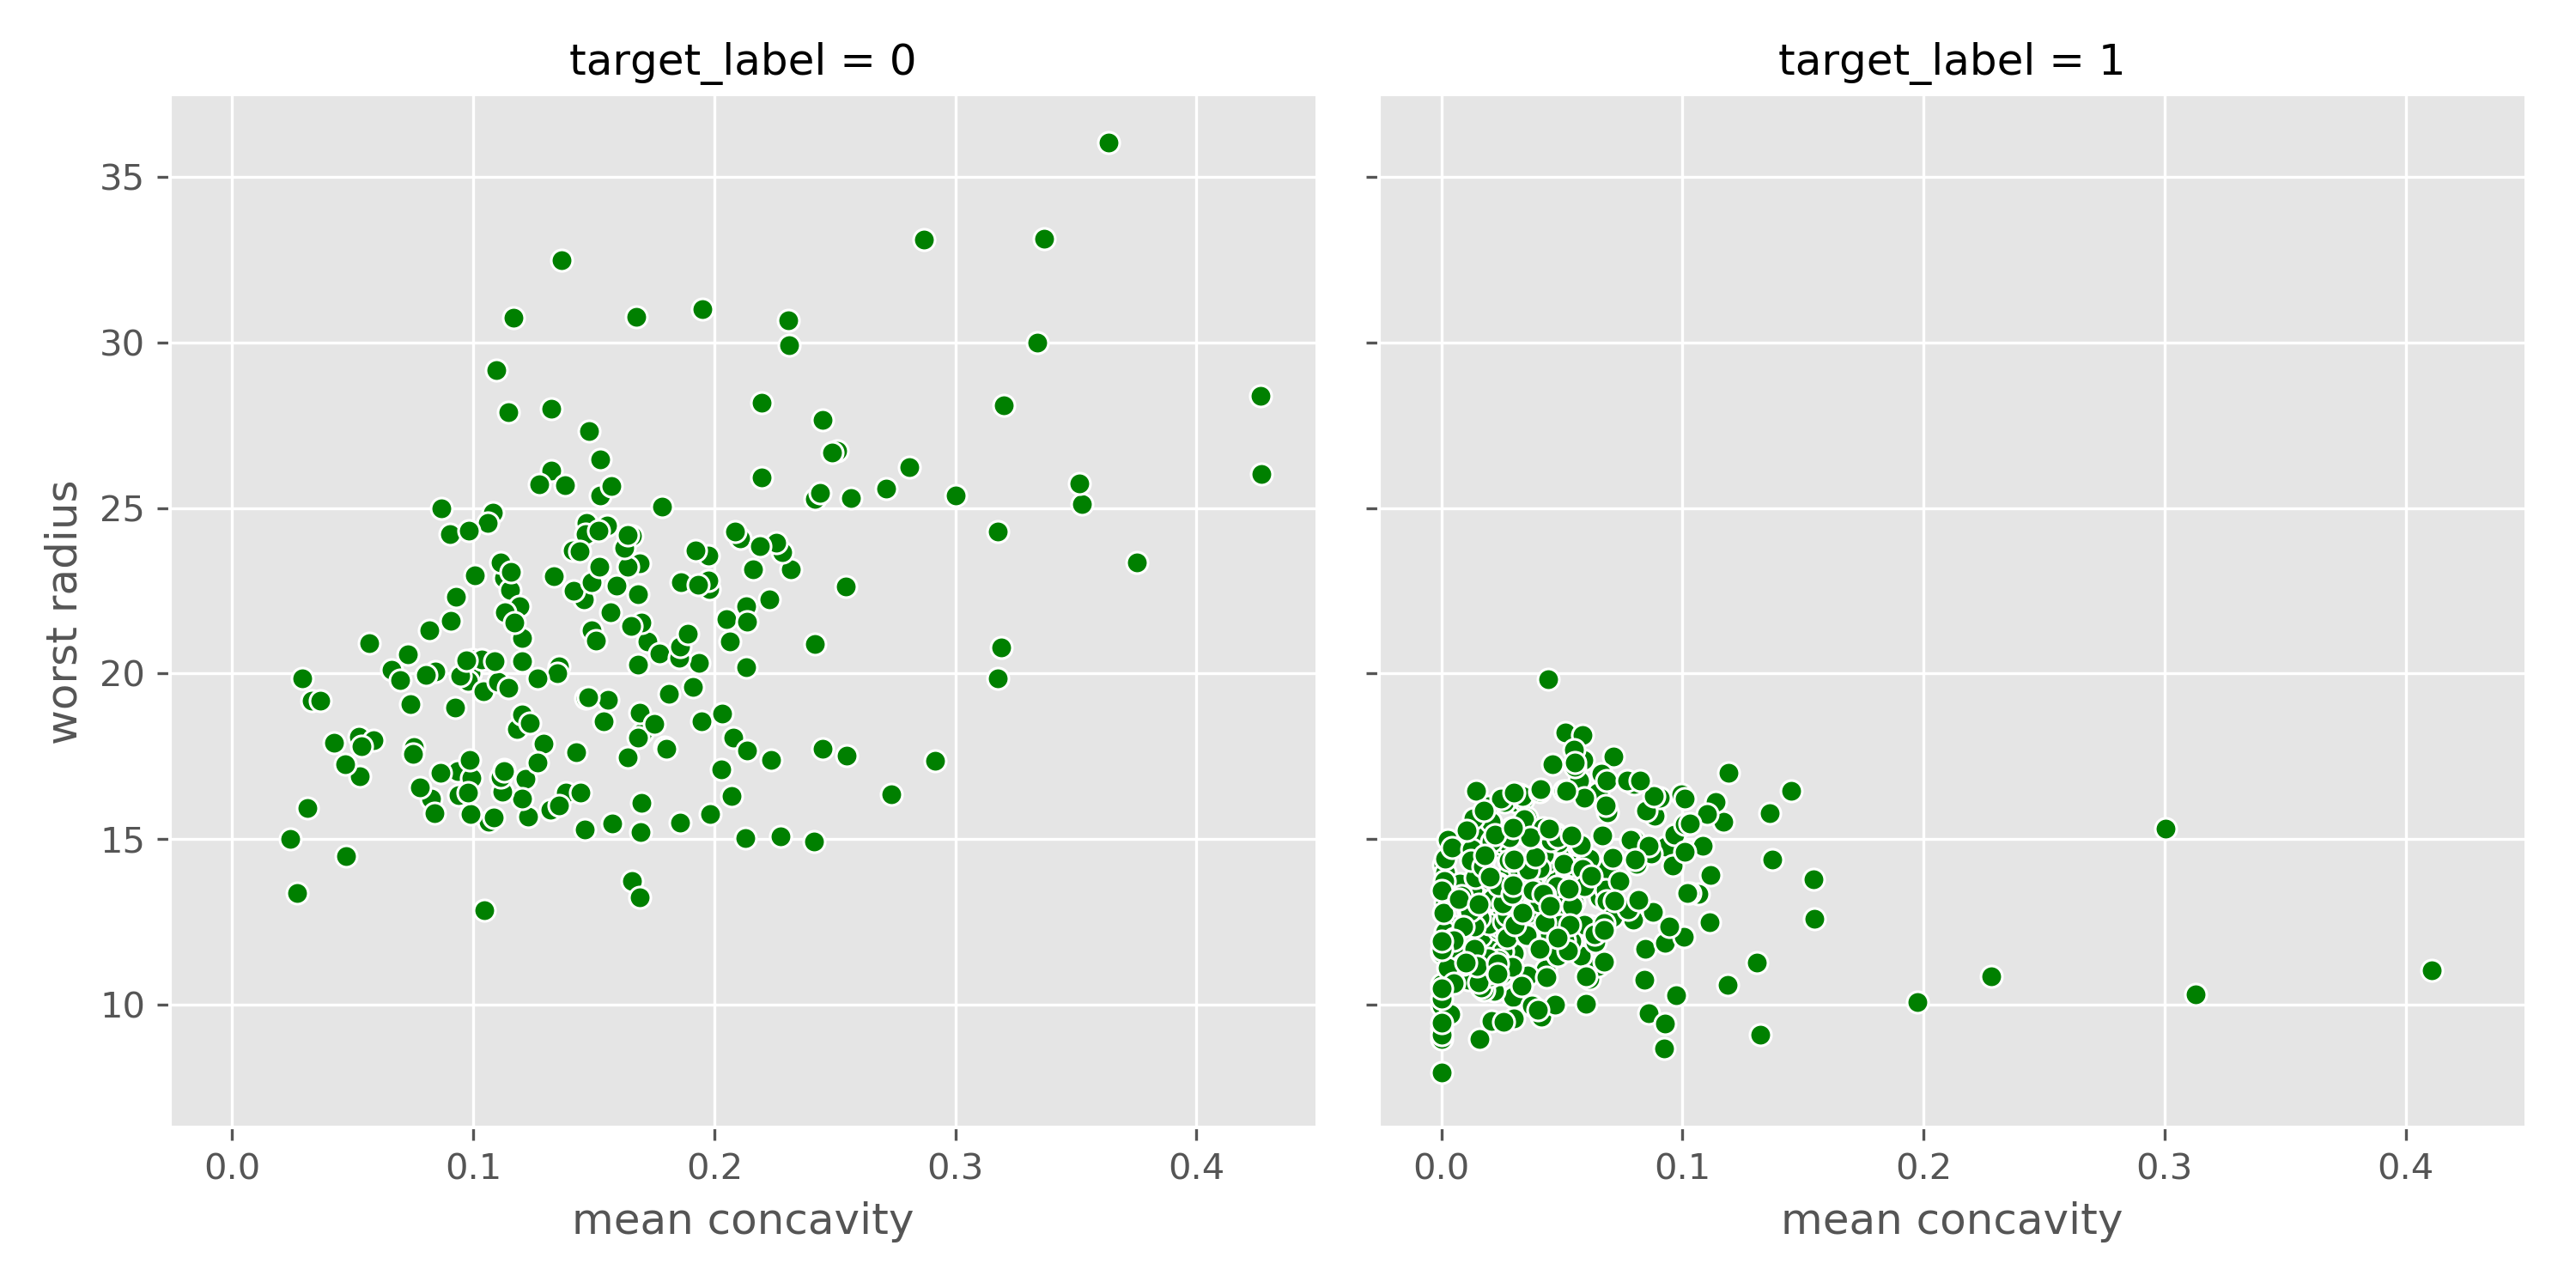 target_label = 0
target_label = 1
worst radius
35
30
25
20
15
10
0.0 0.1 0.2 0.3 0.4
0.0 0.1 0.2 0.3 0.4
mean concavity
mean concavity